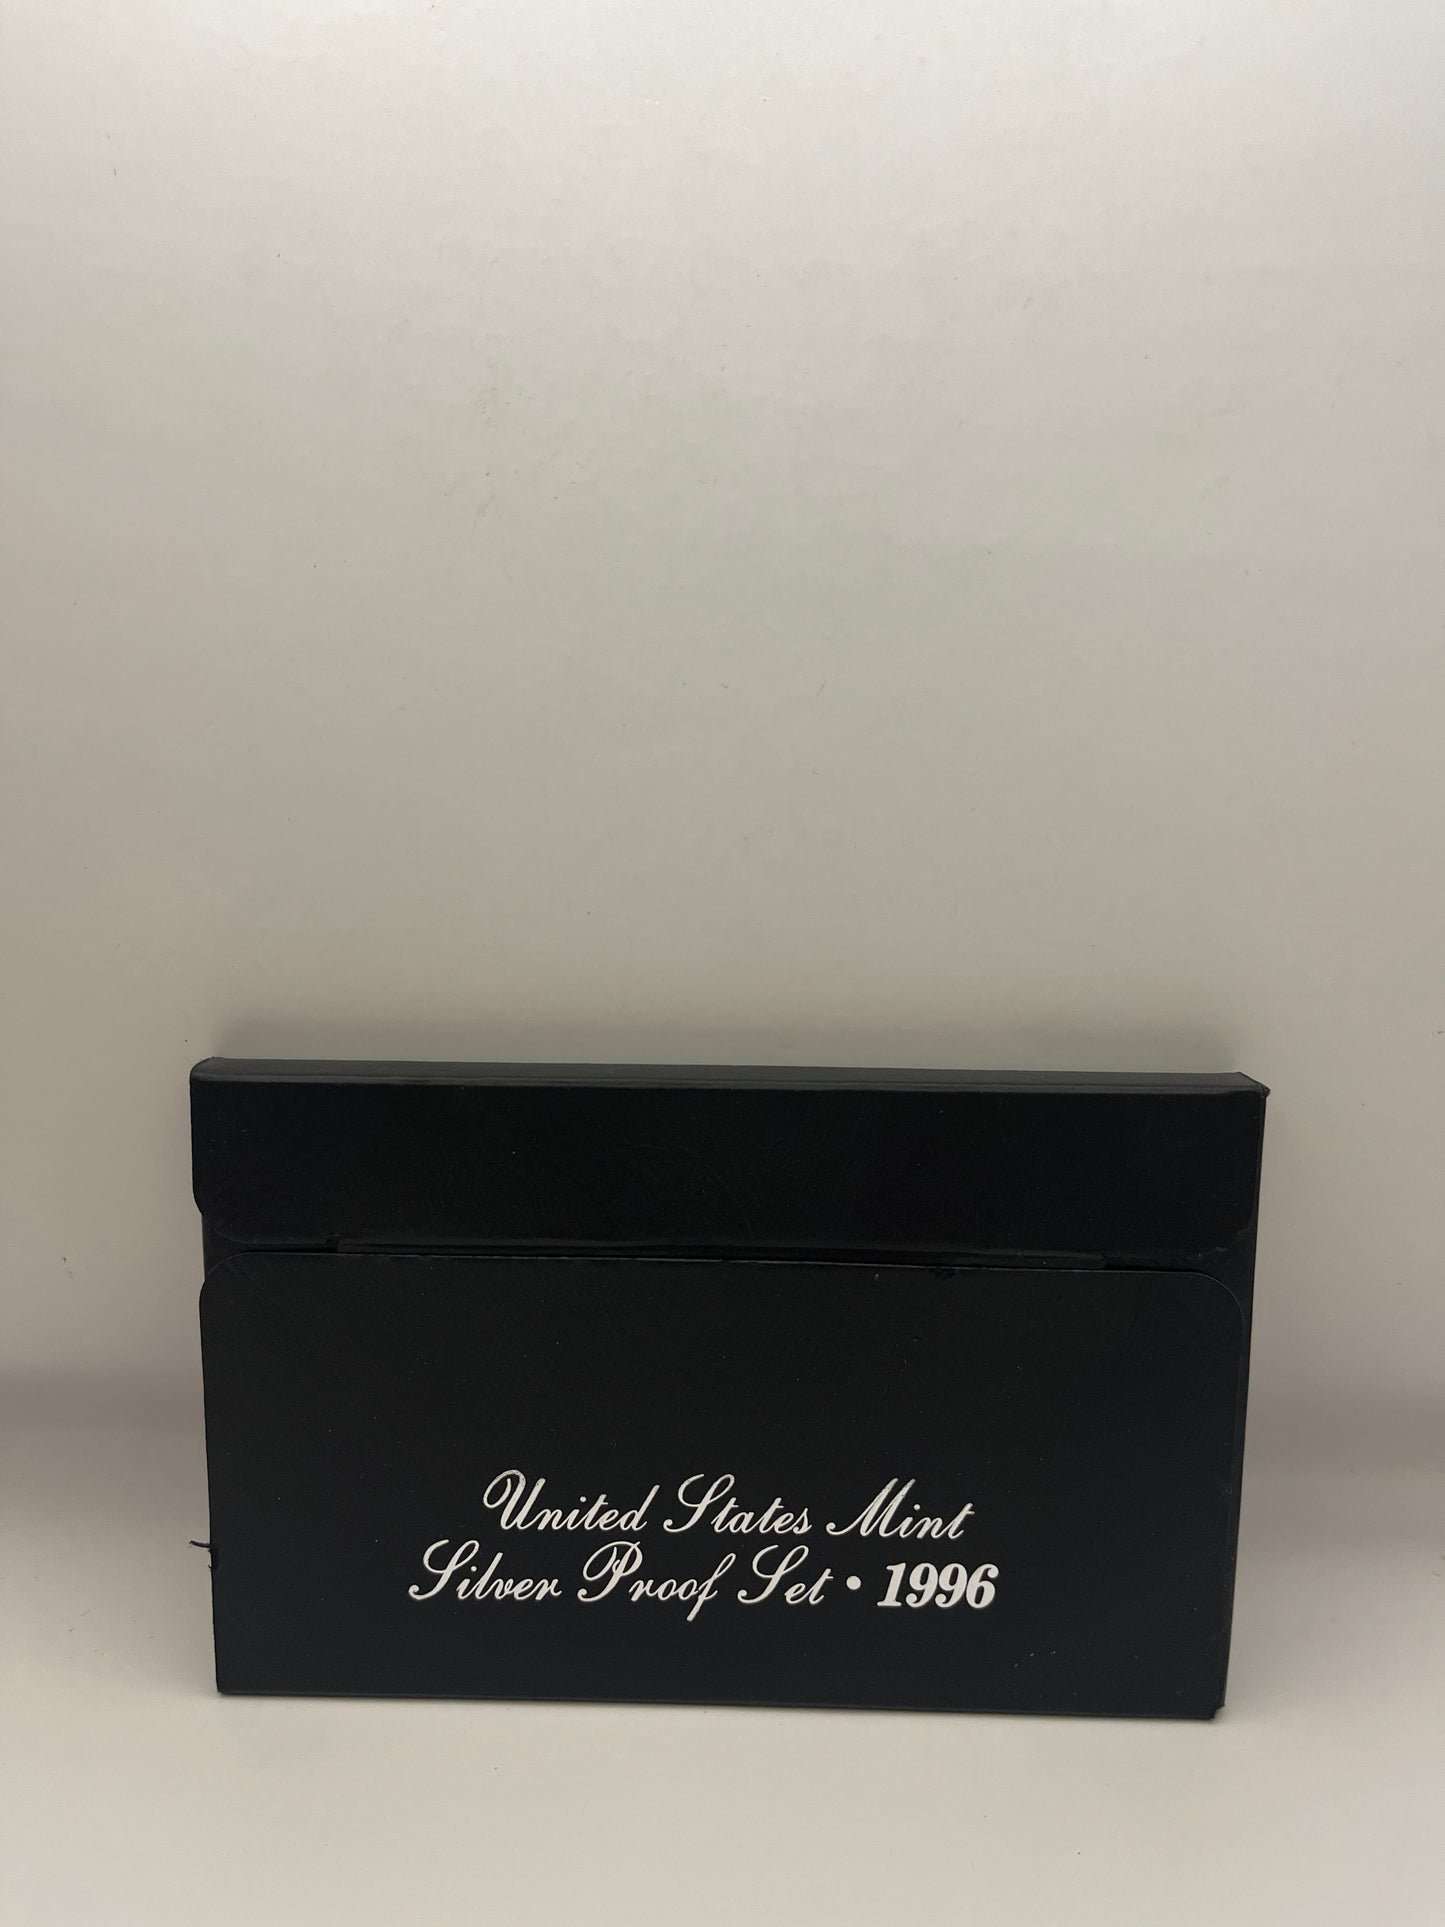 United States Mint
Silver Proof Set • 1996